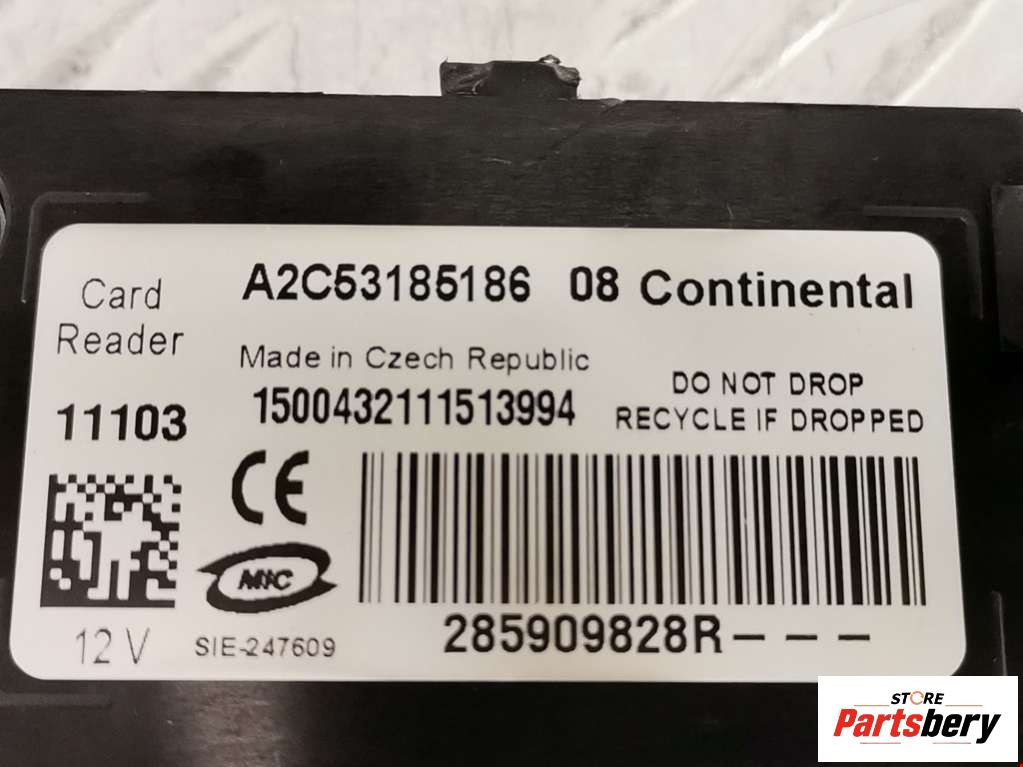 Card
Reader
11103
12 V
A2C53185186 08 Continental
Made in Czech Republic
1500432111513994
DO NOT DROP
RECYCLE IF DROPPED
CE
MIC
SIE-247609
285909828R---
STORE
Partsbery